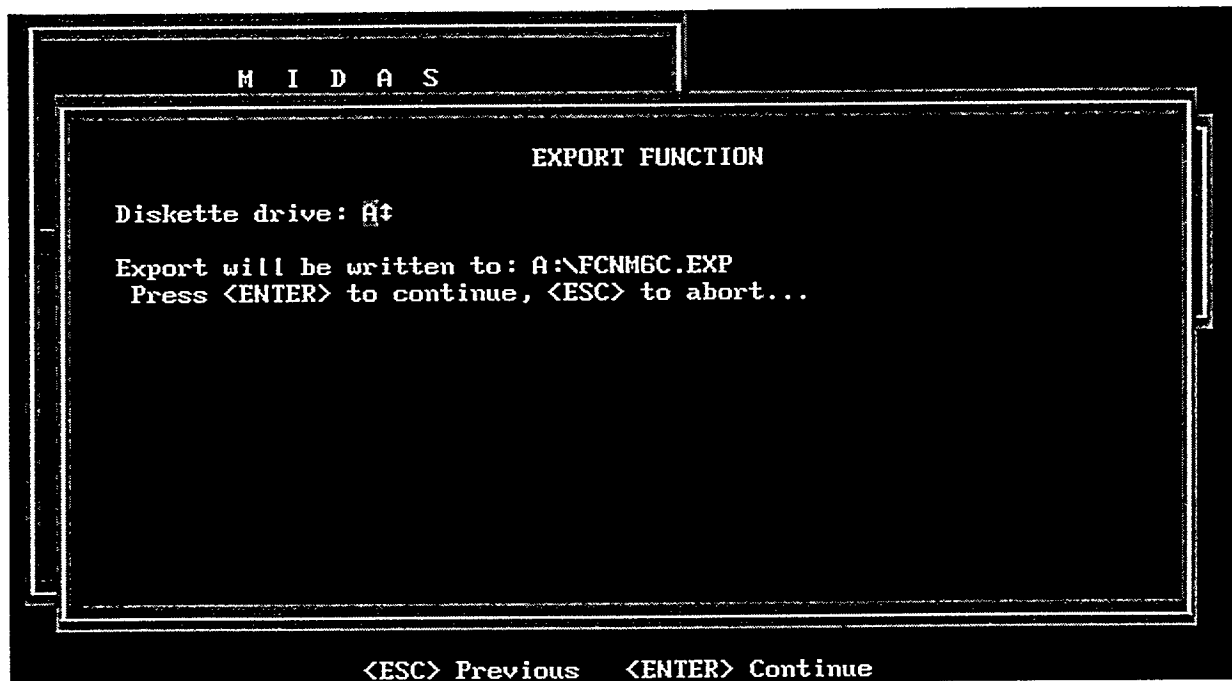 M I D A S
EXPORT FUNCTION
Diskette drive: A↕
Export will be written to: A:\FCNM6C.EXP
Press <ENTER> to continue, <ESC> to abort...
<ESC> Previous <ENTER> Continue